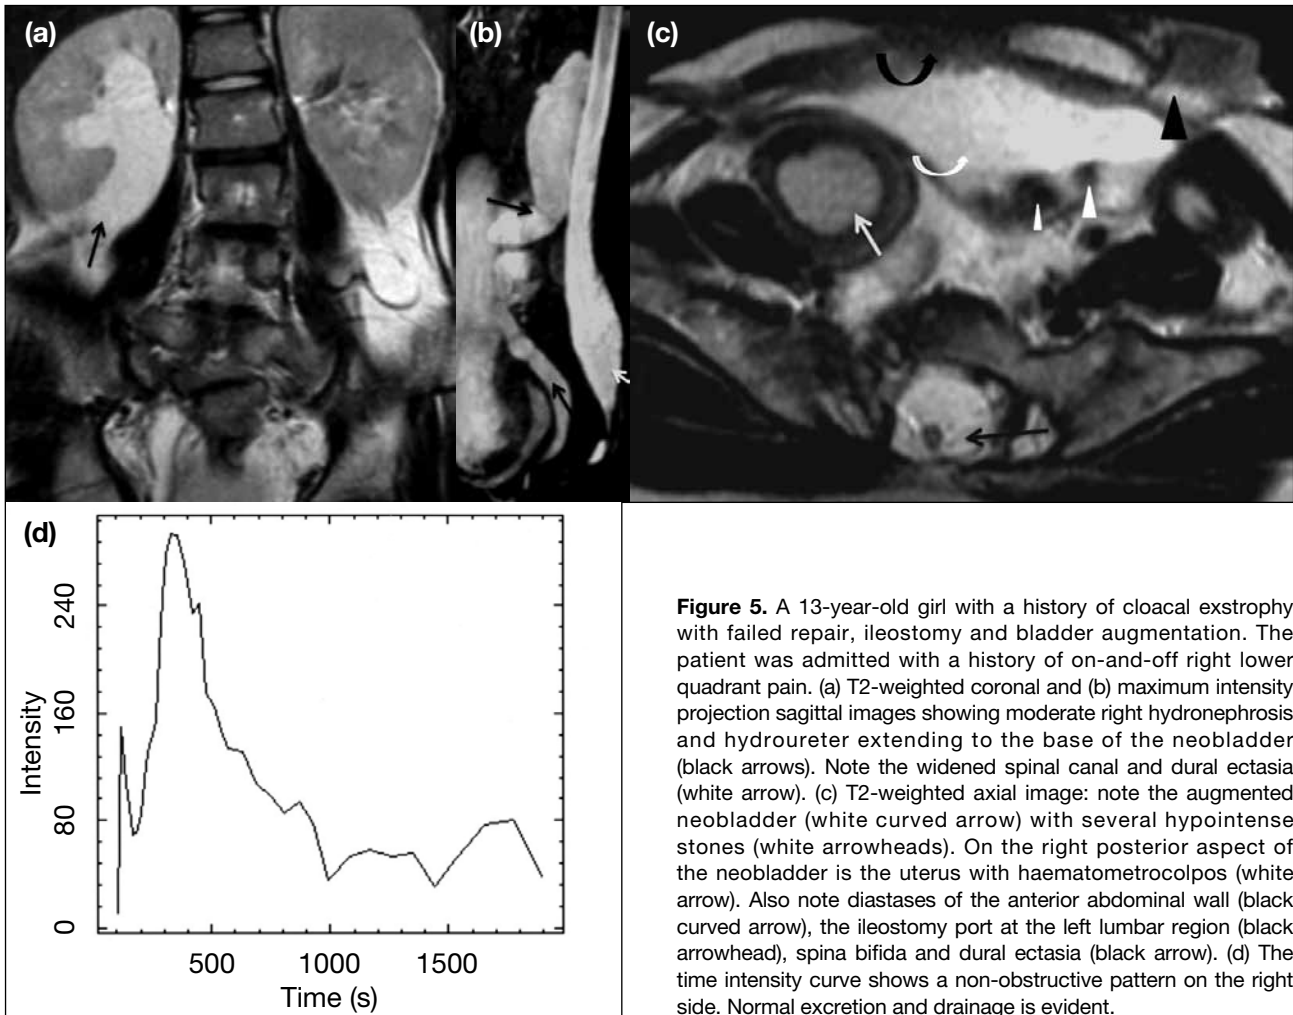 (a)
(b)
(c)
(d)
Intensity
240
160
80
0
500
1000
1500
Time (s)
Figure 5. A 13-year-old girl with a history of cloacal exstrophy
with failed repair, ileostomy and bladder augmentation. The
patient was admitted with a history of on-and-off right lower
quadrant pain. (a) T2-weighted coronal and (b) maximum intensity
projection sagittal images showing moderate right hydronephrosis
and hydroureter extending to the base of the neobladder
(black arrows). Note the widened spinal canal and dural ectasia
(white arrow). (c) T2-weighted axial image: note the augmented
neobladder (white curved arrow) with several hypointense
stones (white arrowheads). On the right posterior aspect of
the neobladder is the uterus with haematometrocolpos (white
arrow). Also note diastases of the anterior abdominal wall (black
curved arrow), the ileostomy port at the left lumbar region (black
arrowhead), spina bifida and dural ectasia (black arrow). (d) The
time intensity curve shows a non-obstructive pattern on the right
side. Normal excretion and drainage is evident.